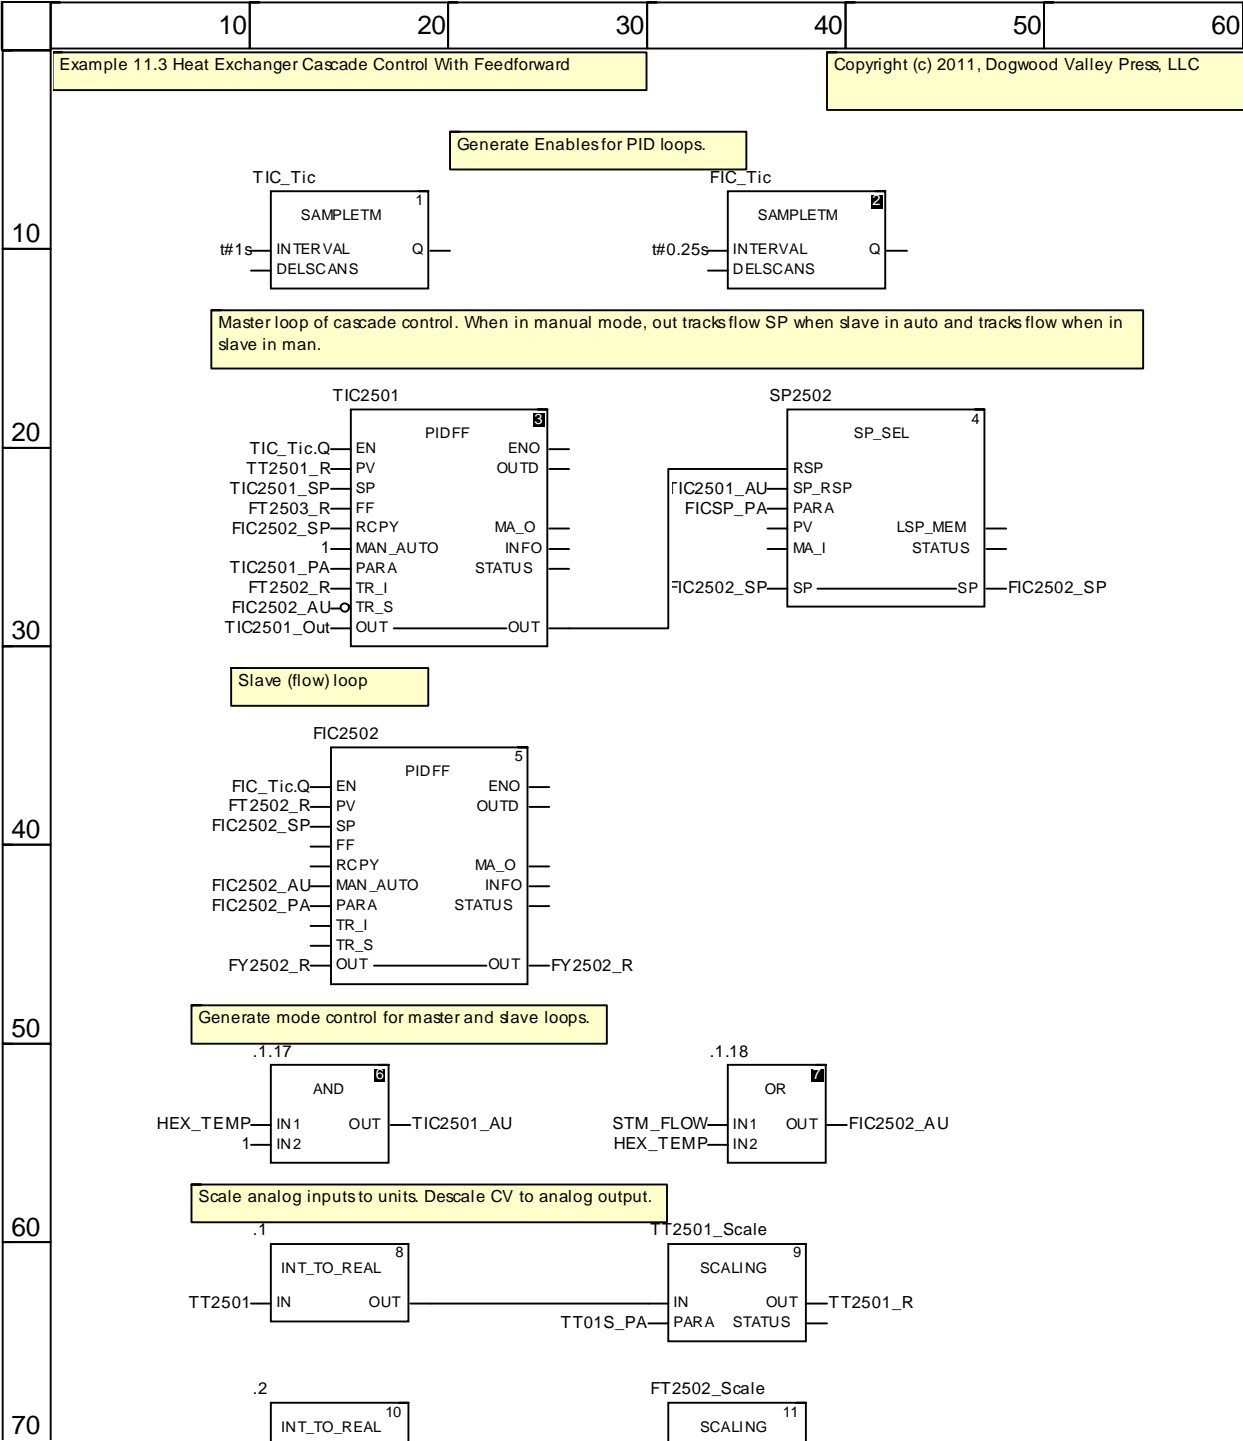 10 20 30 40 50 60
Example 11.3 Heat Exchanger Cascade Control With Feedforward
Copyright (c) 2011, Dogwood Valley Press, LLC
Generate Enables for PID loops.
TIC_Tic FIC_Tic
1 2
SAMPLETM SAMPLETM
10
t#1s INTERVAL Q t#0.25s INTERVAL Q
DELSCANS DELSCANS
Master loop of cascade control. When in manual mode, out tracks flow SP when slave in auto and tracks flow when in
slave in man.
TIC2501 SP2502
3 4
20
PIDFF SP_SEL
TIC_Tic.Q EN ENO
TT2501_R PV OUTD RSP
TIC2501_SP SP TIC2501_AU SP_RSP
FT2503_R FF FICSP_PA PARA
FIC2502_SP RCPY MA_O PV LSP_MEM
1 MAN_AUTO INFO MA_I STATUS
TIC2501_PA PARA STATUS
FT2502_R TR_I FIC2502_SP SP SP FIC2502_SP
FIC2502_AU TR_S
TIC2501_Out OUT OUT
30
Slave (flow) loop
FIC2502
5
PIDFF
FIC_Tic.Q EN ENO
FT2502_R PV OUTD
FIC2502_SP SP
40
FF
RCPY MA_O
FIC2502_AU MAN_AUTO INFO
FIC2502_PA PARA STATUS
TR_I
TR_S
FY2502_R OUT OUT FY2502_R
Generate mode control for master and slave loops.
50
.1.17 .1.18
6 7
AND OR
HEX_TEMP IN1 OUT TIC2501_AU STM_FLOW IN1 OUT FIC2502_AU
1 IN2 HEX_TEMP IN2
Scale analog inputs to units. Descale CV to analog output.
60
.1 TT2501_Scale
8 9
INT_TO_REAL SCALING
TT2501 IN OUT IN OUT TT2501_R
TT01S_PA PARA STATUS
.2 FT2502_Scale
10 11
70
INT_TO_REAL SCALING